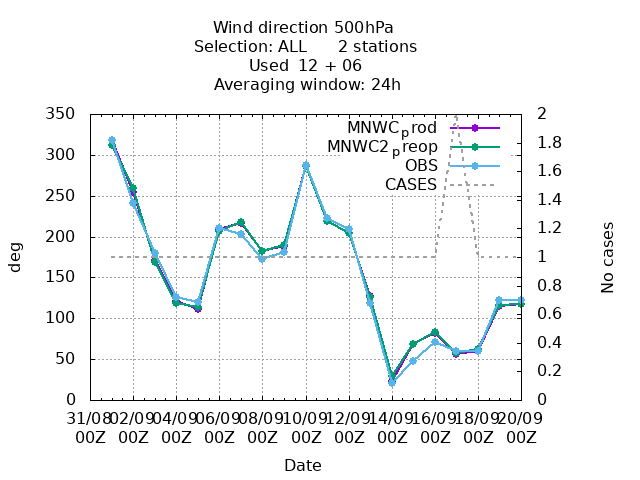 Wind direction 500hPa
Selection: ALL 2 stations
Used 12 + 06
Averaging window: 24h
350
300
250
200
150
100
50
0
deg
2
1.8
1.6
1.4
1.2
1
0.8
0.6
0.4
0.2
0
No cases
MNWCprod
MNWC2preop
OBS
CASES
31/08 02/09 04/09 06/09 08/09 10/09 12/09 14/09 16/09 18/09 20/09
00Z 00Z 00Z 00Z 00Z 00Z 00Z 00Z 00Z 00Z 00Z
Date